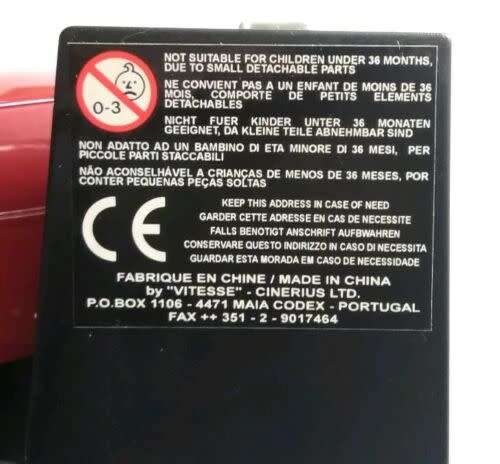 NOT SUITABLE FOR CHILDREN UNDER 36 MONTHS,
DUE TO SMALL DETACHABLE PARTS
NE CONVIENT PAS A UN ENFANT DE MOINS DE 36
MOIS, COMPORTE DE PETITS ELEMENTS
DETACHABLES
0-3
NICHT FUER KINDER UNTER 36 MONATEN
GEEIGNET, DA KLEINE TEILE ABNEHMBAR SIND
NON ADATTO AD UN BAMBINO DI ETA MINORE DI 36 MESI, PER
PICCOLE PARTI STACCABILI
NÃO ACONSELHÁVEL A CRIANÇAS DE MENOS DE 36 MESES, POR
CONTER PEQUENAS PEÇAS SOLTAS
CE
KEEP THIS ADDRESS IN CASE OF NEED
GARDER CETTE ADRESSE EN CAS DE NECESSITE
FALLS BENOTIGT ANSCHRIFT AUFBWAHREN
CONSERVARE QUESTO INDIRIZZO IN CASO DI NECESSITA
GUARDAR ESTA MORADA EM CASO DE NECESSIDADE
FABRIQUE EN CHINE / MADE IN CHINA
by "VITESSE" - CINERIUS LTD.
P.O.BOX 1106 - 4471 MAIA CODEX - PORTUGAL
FAX ++ 351 - 2 - 9017464